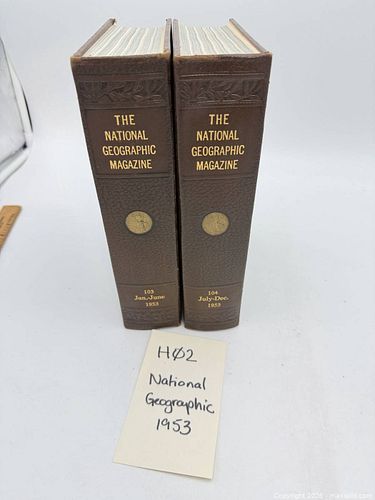 THE
NATIONAL
GEOGRAPHIC
MAGAZINE
103
Jan.-June
1953
THE
NATIONAL
GEOGRAPHIC
MAGAZINE
104
July-Dec.
1953
HØ2
National
Geographic
1953